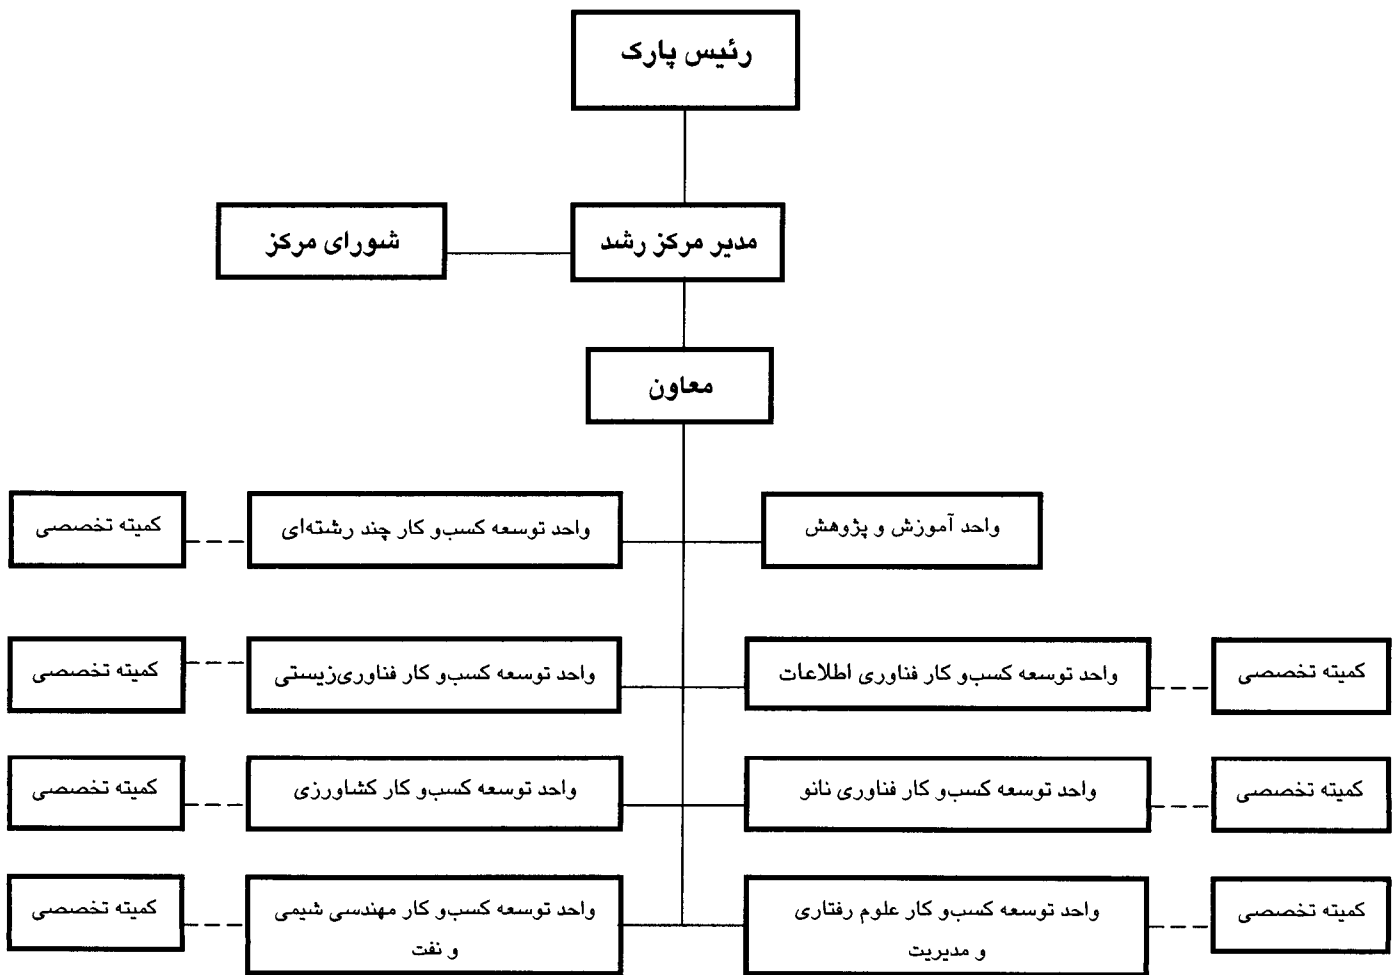 رئیس پارک
مدیر مرکز رشد
شورای مرکز
معاون
واحد آموزش و پژوهش
واحد توسعه کسب‌و کار چند رشته‌ای
کمیته تخصصی
کمیته تخصصی
واحد توسعه کسب‌و کار فناوری اطلاعات
واحد توسعه کسب‌و کار فناوری‌زیستی
کمیته تخصصی
کمیته تخصصی
واحد توسعه کسب‌و کار فناوری نانو
واحد توسعه کسب‌و کار کشاورزی
کمیته تخصصی
کمیته تخصصی
واحد توسعه کسب‌و کار علوم رفتاری
و مدیریت
واحد توسعه کسب‌و کار مهندسی شیمی
و نفت
کمیته تخصصی